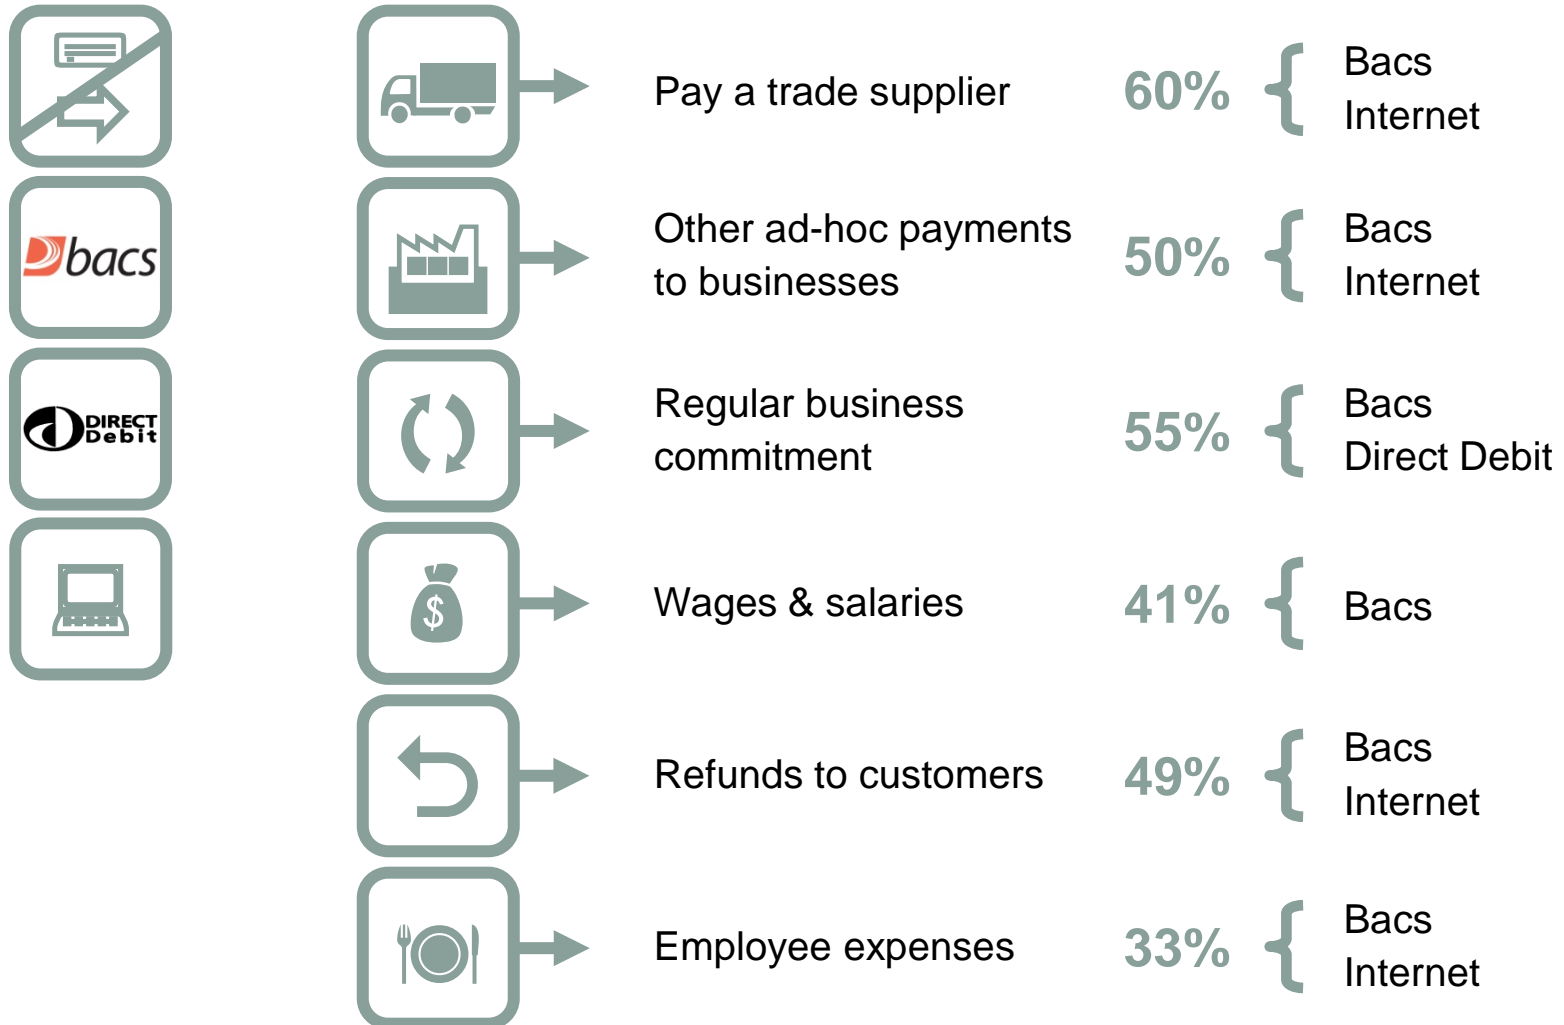 Pay a trade supplier
60%
Bacs
Internet
bacs
Other ad-hoc payments
to businesses
50%
Bacs
Internet
DIRECT
Debit
Regular business
commitment
55%
Bacs
Direct Debit
$
Wages & salaries
41%
Bacs
Refunds to customers
49%
Bacs
Internet
Employee expenses
33%
Bacs
Internet